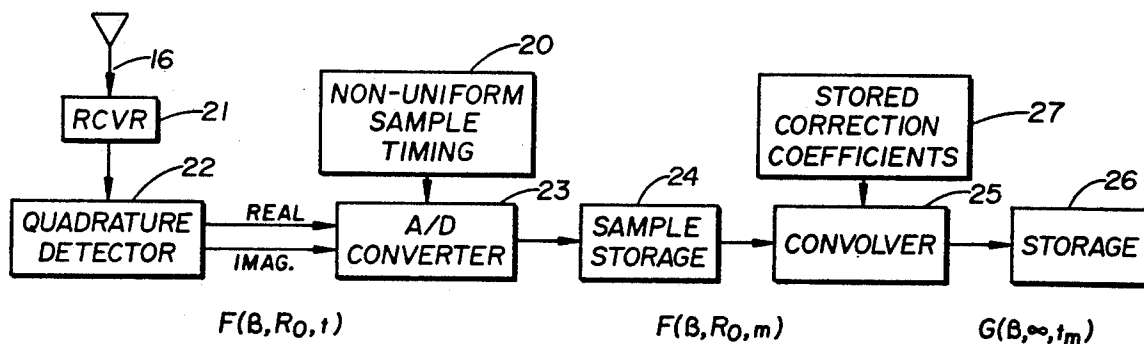 16
RCVR
21
22
QUADRATURE
DETECTOR
REAL
IMAG.
20
NON-UNIFORM
SAMPLE
TIMING
23
A/D
CONVERTER
24
SAMPLE
STORAGE
STORED
CORRECTION
COEFFICIENTS
27
25
CONVOLVER
26
STORAGE
F(β,R₀,t)
F(β,R₀,m)
G(β,∞,tₘ)